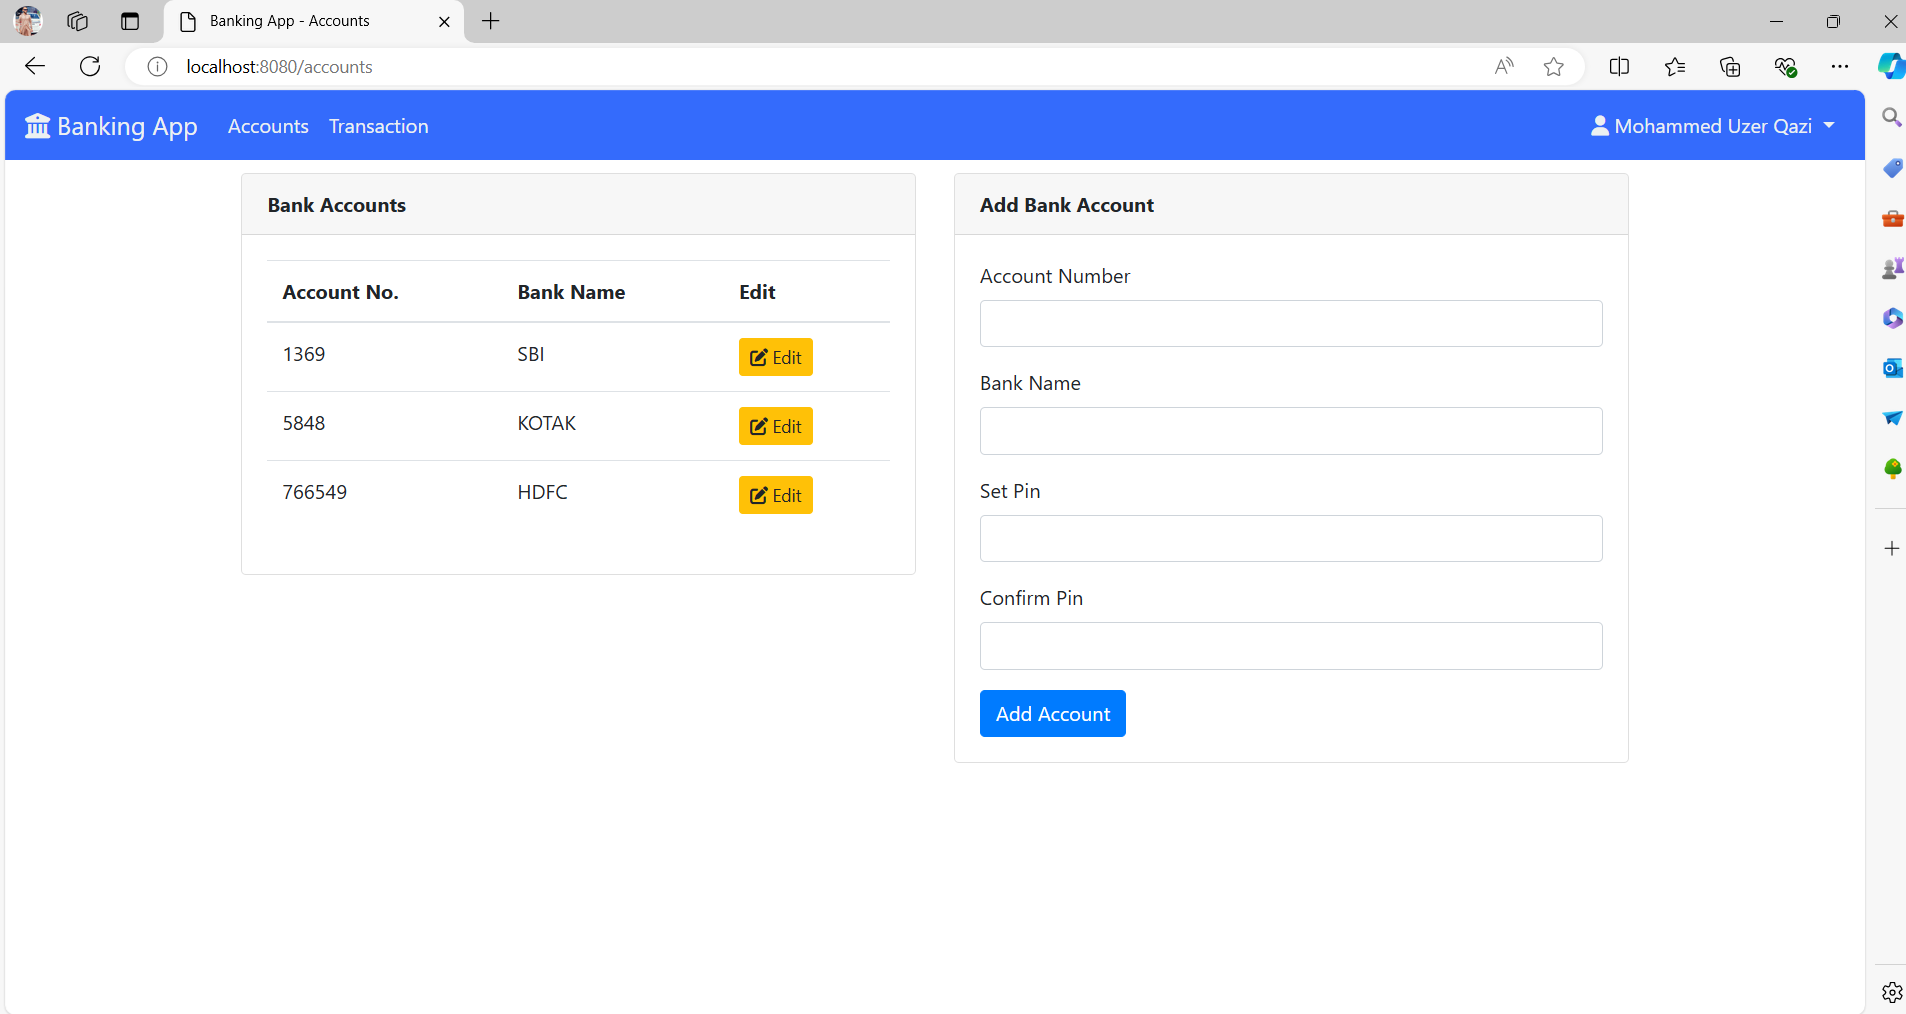 Banking App - Accounts
localhost:8080/accounts
Banking App Accounts Transaction Mohammed Uzer Qazi
Bank Accounts
Account No. Bank Name Edit
1369 SBI Edit
5848 KOTAK Edit
766549 HDFC Edit
Add Bank Account
Account Number
Bank Name
Set Pin
Confirm Pin
Add Account